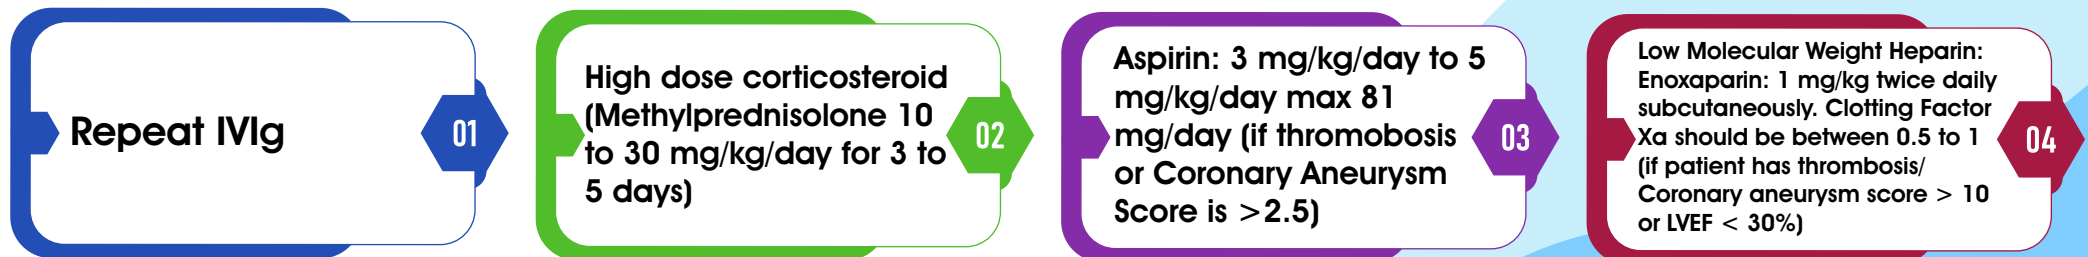 Repeat IVIg
01
High dose corticosteroid
(Methylprednisolone 10
to 30 mg/kg/day for 3 to
5 days)
02
Aspirin: 3 mg/kg/day to 5
mg/kg/day max 81
mg/day (if thromobosis
or Coronary Aneurysm
Score is >2.5)
03
Low Molecular Weight Heparin:
Enoxaparin: 1 mg/kg twice daily
subcutaneously. Clotting Factor
Xa should be between 0.5 to 1
(if patient has thrombosis/
Coronary aneurysm score > 10
or LVEF < 30%)
04